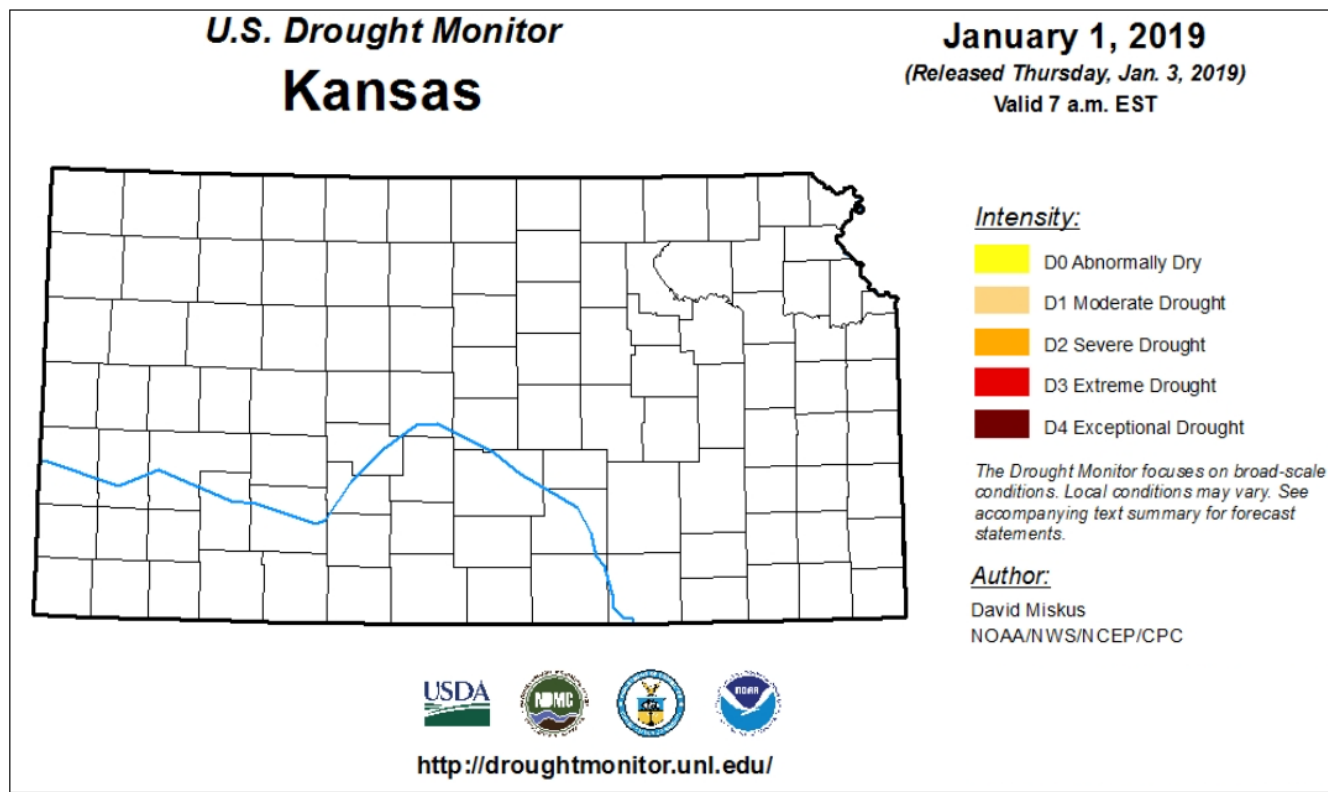 U.S. Drought Monitor
Kansas
January 1, 2019
(Released Thursday, Jan. 3, 2019)
Valid 7 a.m. EST
Intensity:
D0 Abnormally Dry
D1 Moderate Drought
D2 Severe Drought
D3 Extreme Drought
D4 Exceptional Drought
The Drought Monitor focuses on broad-scale
conditions. Local conditions may vary. See
accompanying text summary for forecast
statements.
Author:
David Miskus
NOAA/NWS/NCEP/CPC
USDA
NDMC
NOAA
http://droughtmonitor.unl.edu/